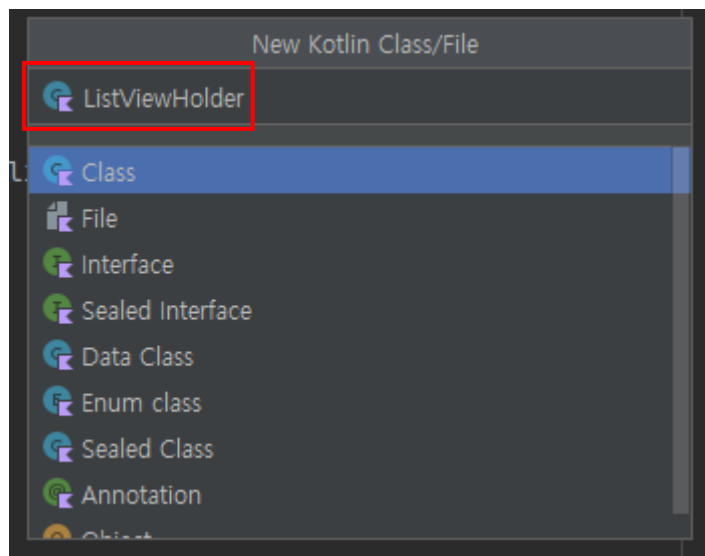 New Kotlin Class/File
ListViewHolder
Class
File
Interface
Sealed Interface
Data Class
Enum class
Sealed Class
Annotation